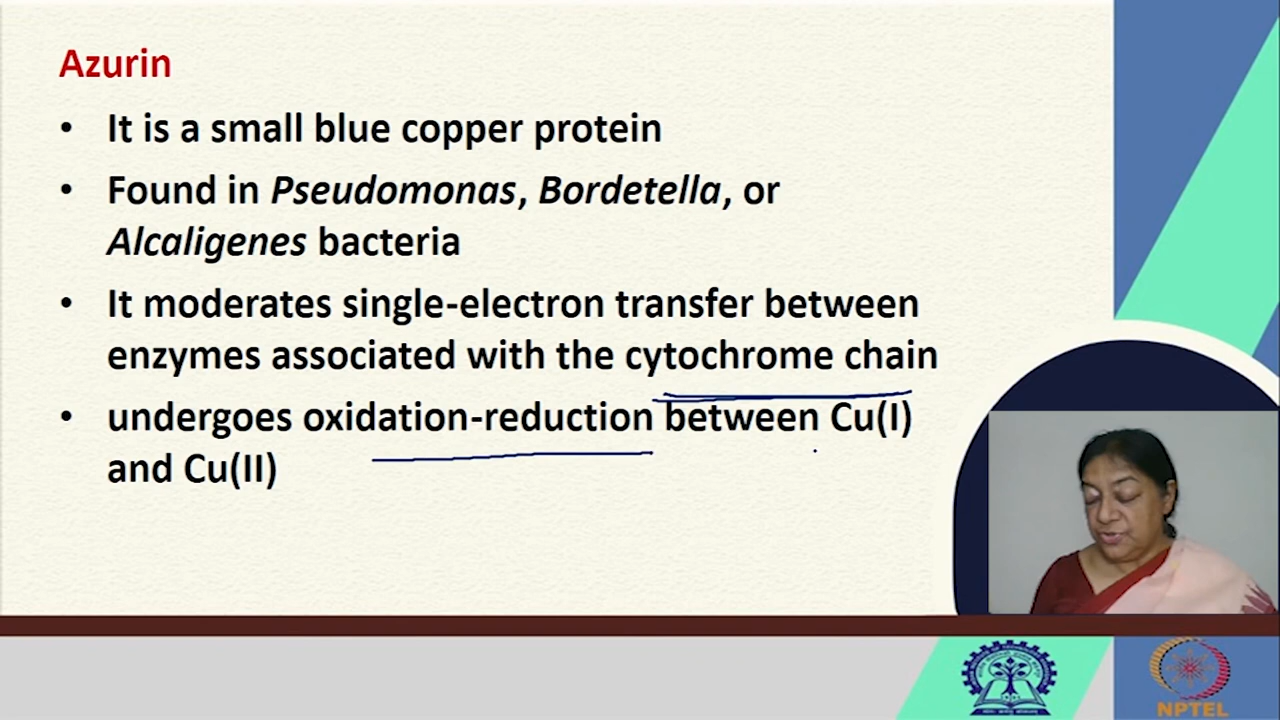 Azurin
• It is a small blue copper protein
• Found in Pseudomonas, Bordetella, or
Alcaligenes bacteria
• It moderates single-electron transfer between
enzymes associated with the cytochrome chain
• undergoes oxidation-reduction between Cu(I)
and Cu(II)
NPTEL